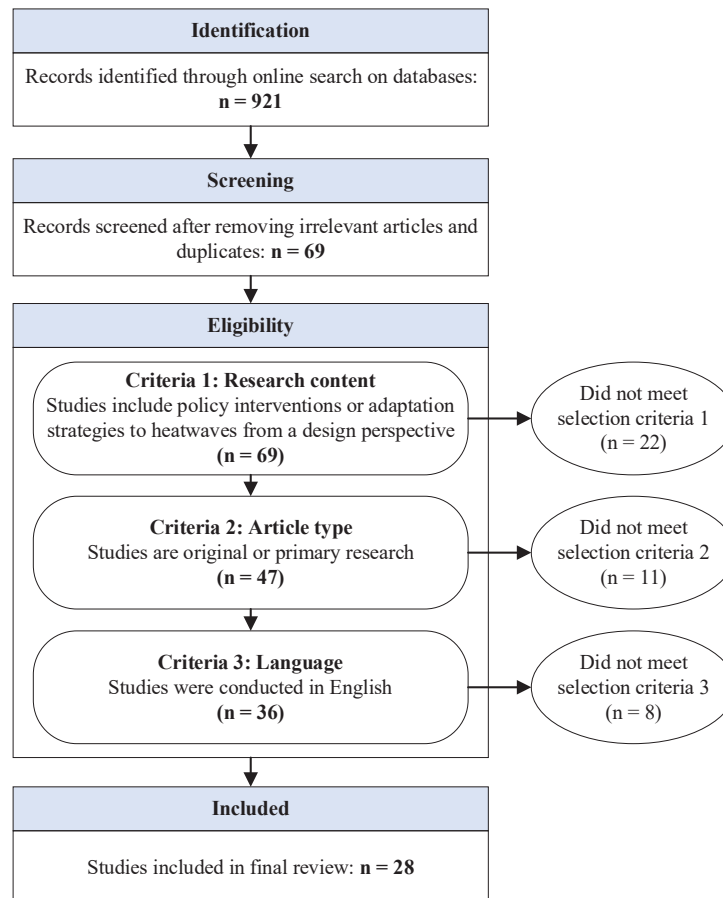 Identification
Records identified through online search on databases:
n = 921
Screening
Records screened after removing irrelevant articles and
duplicates: n = 69
Eligibility
Criteria 1: Research content
Studies include policy interventions or adaptation
strategies to heatwaves from a design perspective
(n = 69)
Did not meet
selection criteria 1
(n = 22)
Criteria 2: Article type
Studies are original or primary research
(n = 47)
Did not meet
selection criteria 2
(n = 11)
Criteria 3: Language
Studies were conducted in English
(n = 36)
Did not meet
selection criteria 3
(n = 8)
Included
Studies included in final review: n = 28